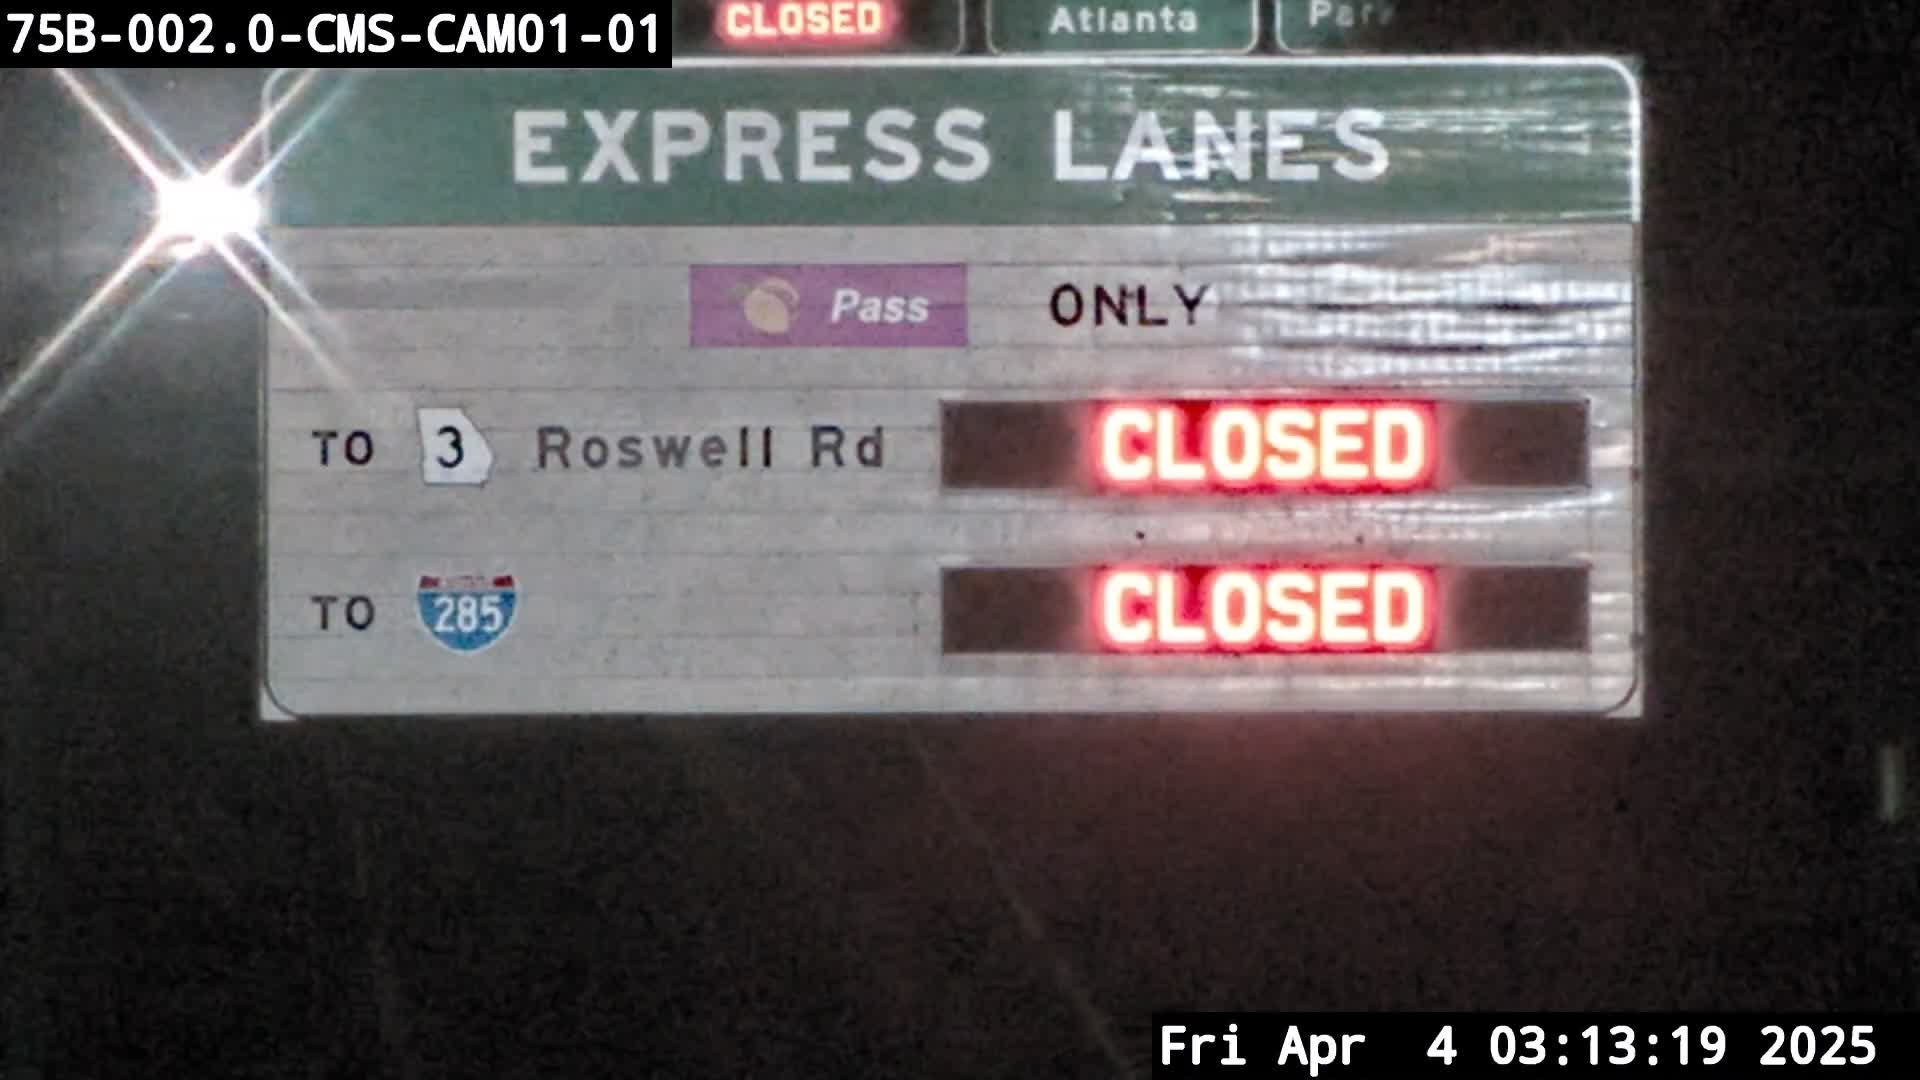 75B-002.0-CMS-CAM01-01
CLOSED
Atlanta
EXPRESS LANES
Pass ONLY
TO 3 Roswell Rd CLOSED
TO 285 CLOSED
Fri Apr 4 03:13:19 2025